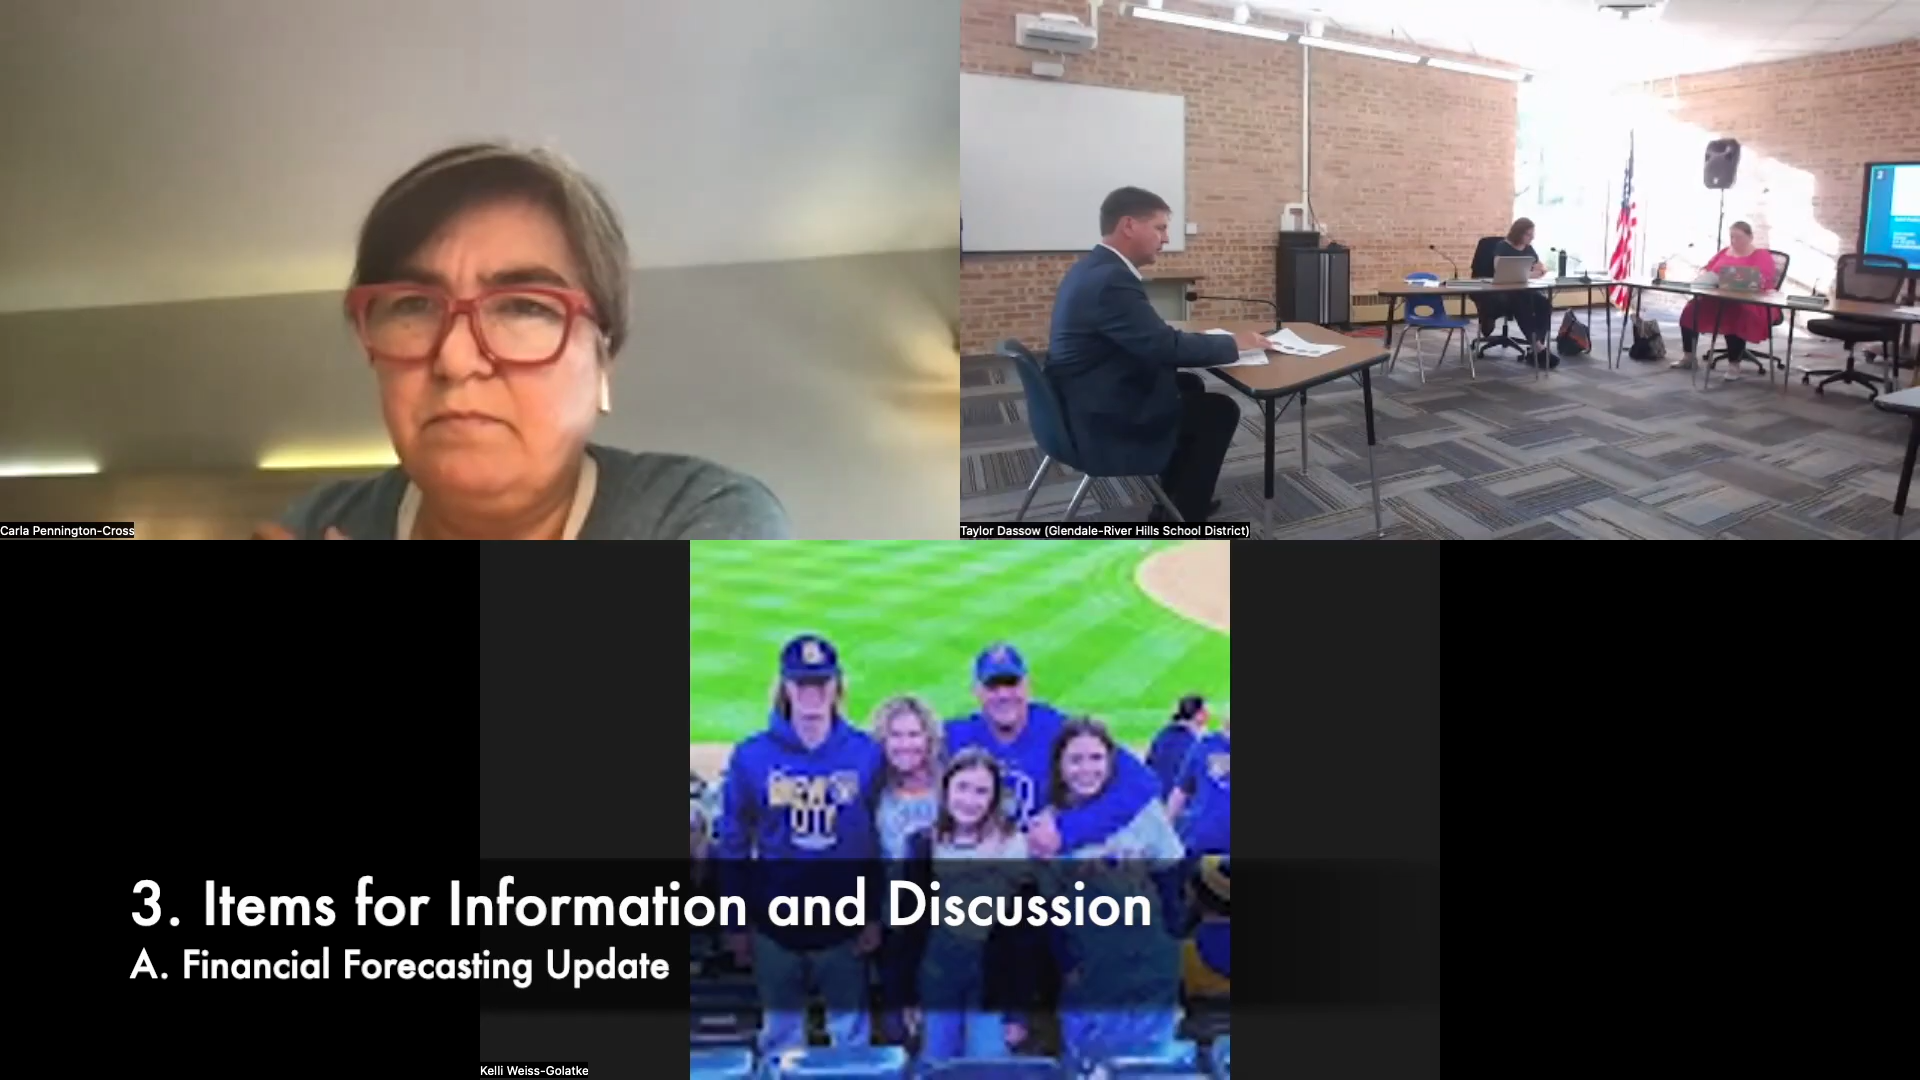 Carla Pennington-Cross
Taylor Dassow (Glendale-River Hills School District)
3. Items for Information and Discussion
A. Financial Forecasting Update
Kelli Weiss-Golatke